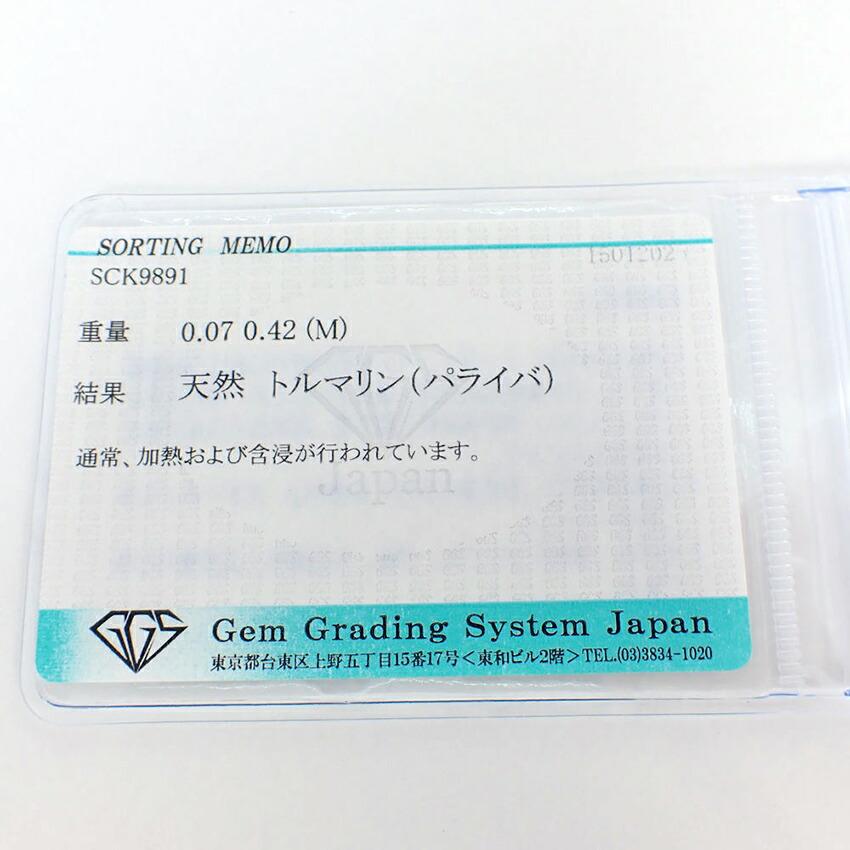 SORTING MEMO
1501202
SCK9891
重量 0.07 0.42 (M)
結果 天然 トルマリン(パライバ)
通常、加熱および含浸が行われています。
Japan
GGS Gem Grading System Japan
東京都台東区上野五丁目15番17号<東和ビル2階>TEL.(03)3834-1020